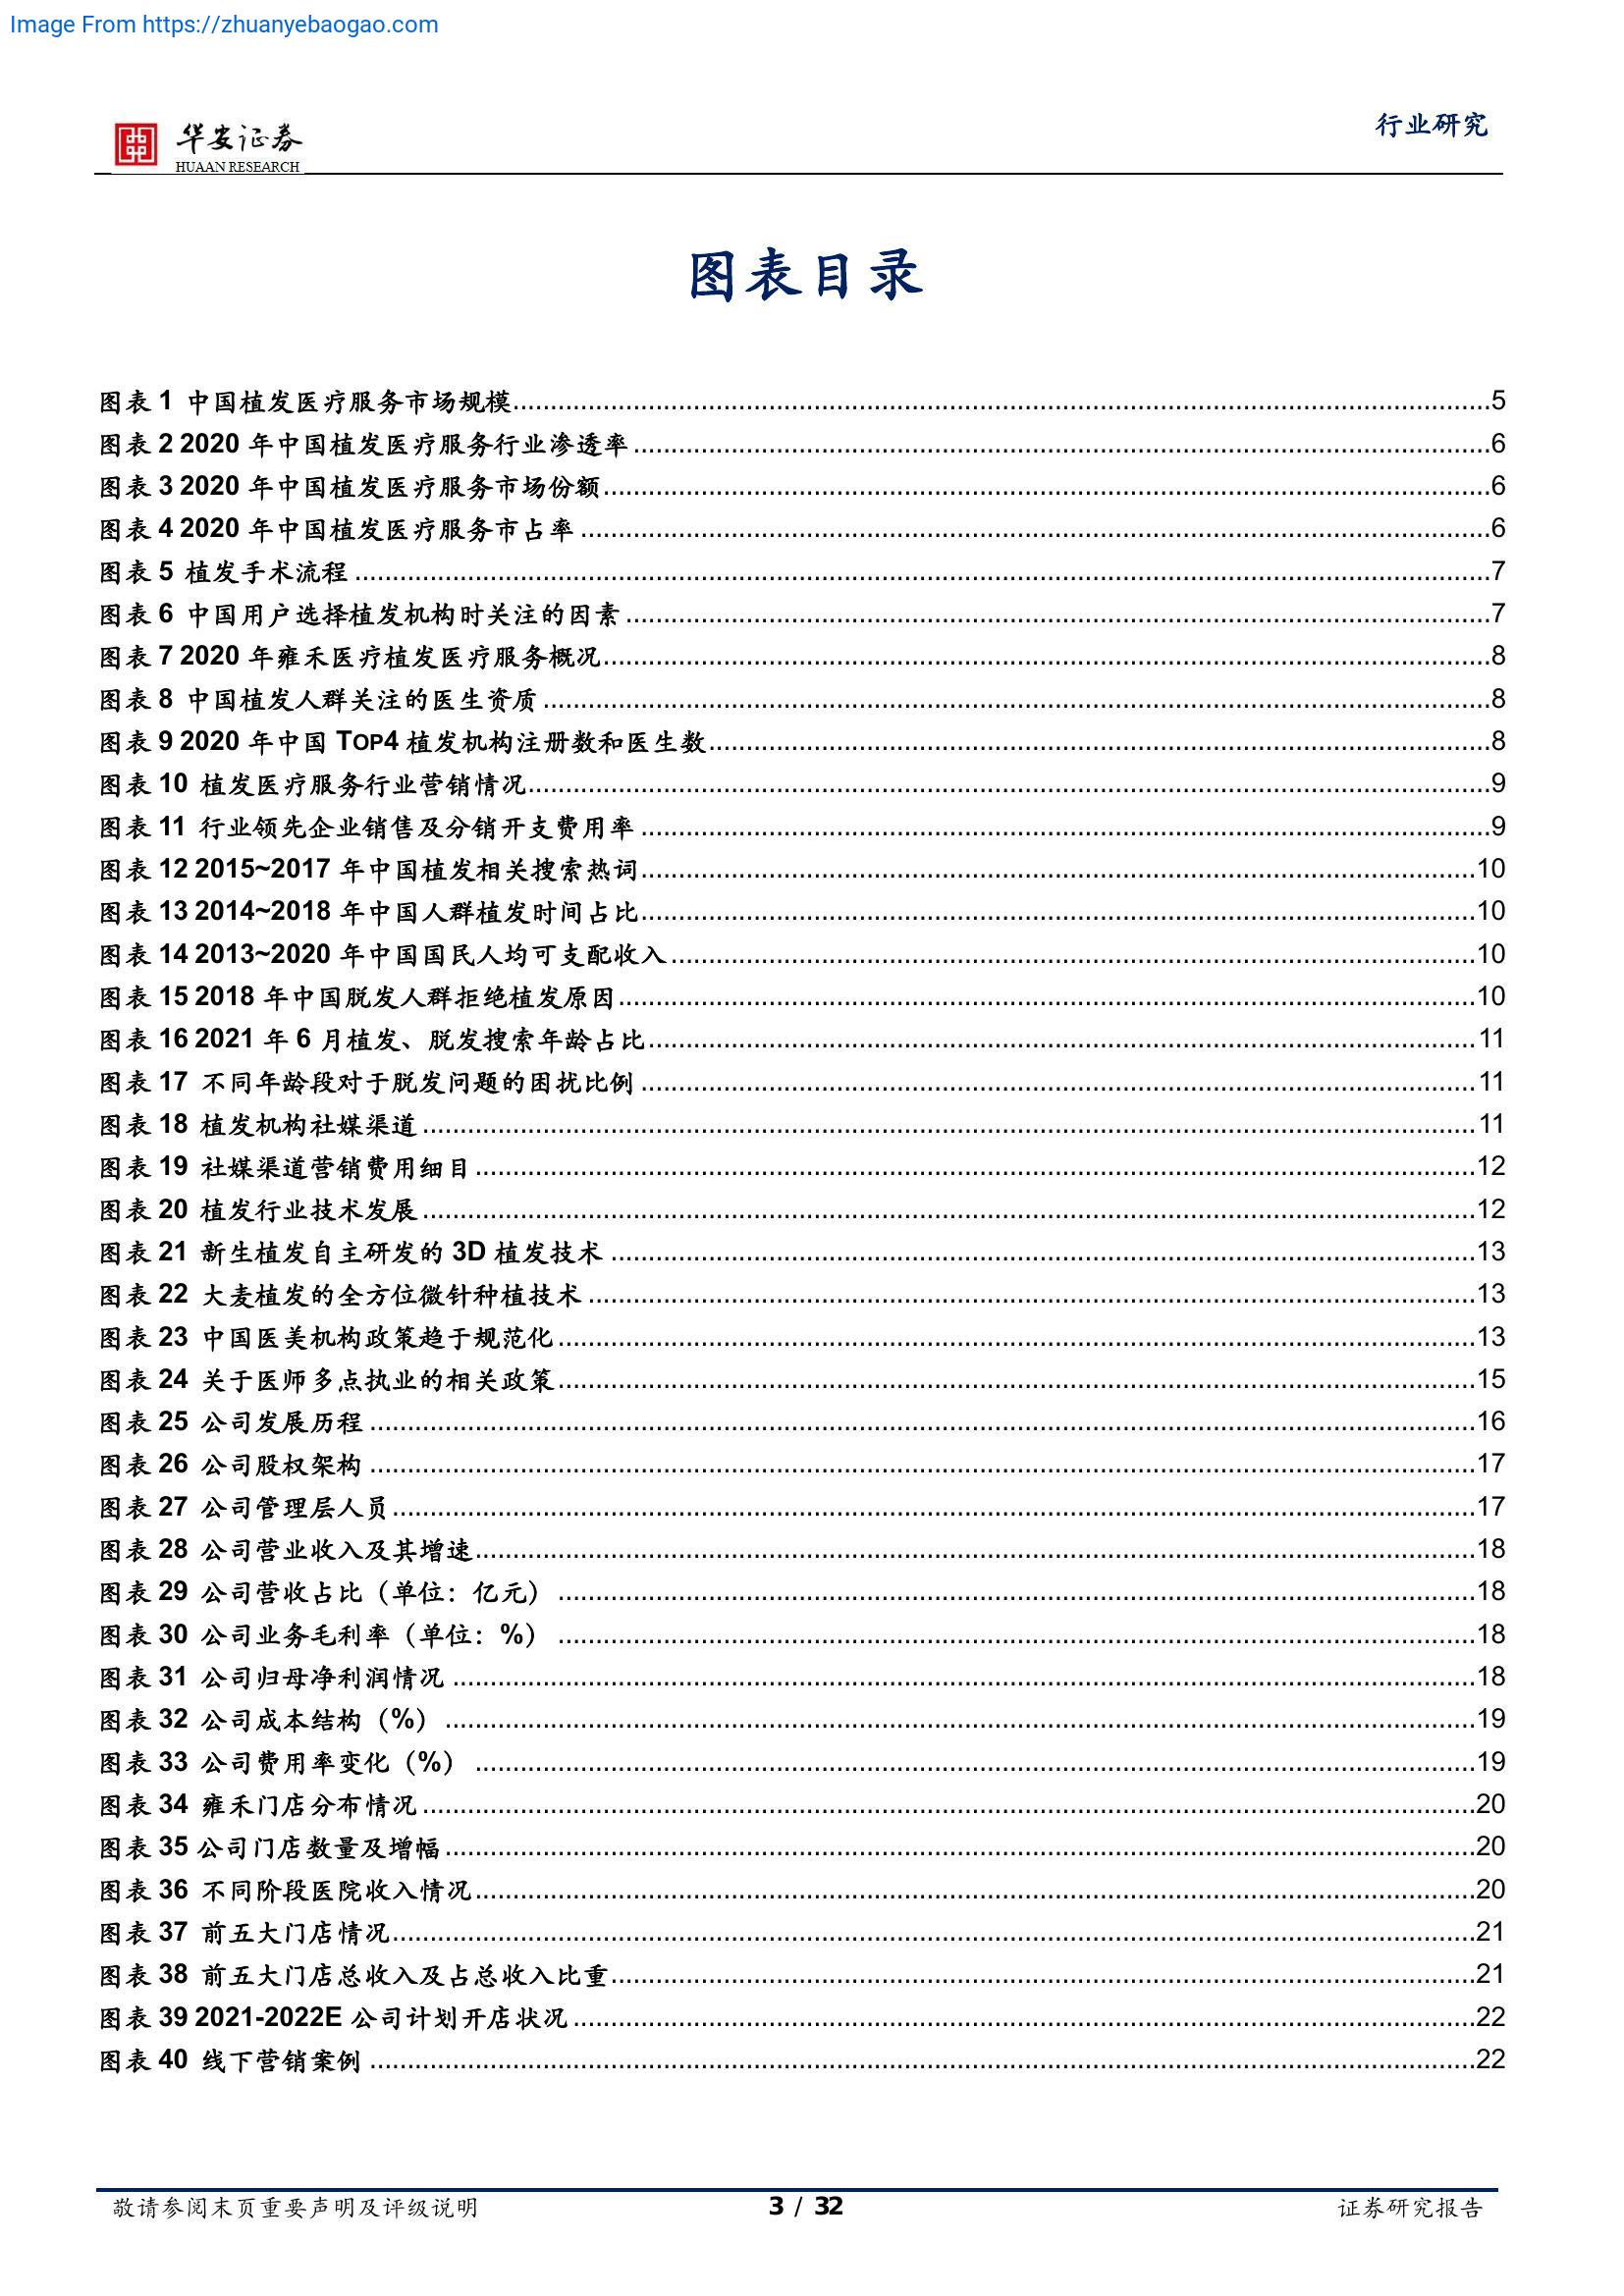 Image From https://zhuanyebaogao.com
华安证券
HUAAN RESEARCH
行业研究
图表目录
图表 1 中国植发医疗服务市场规模........5
图表 2 2020 年中国植发医疗服务行业渗透率........6
图表 3 2020 年中国植发医疗服务市场份额........6
图表 4 2020 年中国植发医疗服务市占率........6
图表 5 植发手术流程........7
图表 6 中国用户选择植发机构时关注的因素........7
图表 7 2020 年雍禾医疗植发医疗服务概况........8
图表 8 中国植发人群关注的医生资质........8
图表 9 2020 年中国 TOP4 植发机构注册数和医生数........8
图表 10 植发医疗服务行业营销情况........9
图表 11 行业领先企业销售及分销开支费用率........9
图表 12 2015~2017 年中国植发相关搜索热词........10
图表 13 2014~2018 年中国人群植发时间占比........10
图表 14 2013~2020 年中国国民人均可支配收入........10
图表 15 2018 年中国脱发人群拒绝植发原因........10
图表 16 2021 年 6 月植发、脱发搜索年龄占比........11
图表 17 不同年龄段对于脱发问题的困扰比例........11
图表 18 植发机构社媒渠道........11
图表 19 社媒渠道营销费用细目........12
图表 20 植发行业技术发展........12
图表 21 新生植发自主研发的 3D 植发技术........13
图表 22 大麦植发的全方位微针种植技术........13
图表 23 中国医美机构政策趋于规范化........13
图表 24 关于医师多点执业的相关政策........15
图表 25 公司发展历程........16
图表 26 公司股权架构........17
图表 27 公司管理层人员........17
图表 28 公司营业收入及其增速........18
图表 29 公司营收占比（单位：亿元）........18
图表 30 公司业务毛利率（单位：%）........18
图表 31 公司归母净利润情况........18
图表 32 公司成本结构（%）........19
图表 33 公司费用率变化（%）........19
图表 34 雍禾门店分布情况........20
图表 35 公司门店数量及增幅........20
图表 36 不同阶段医院收入情况........20
图表 37 前五大门店情况........21
图表 38 前五大门店总收入及占总收入比重........21
图表 39 2021-2022E 公司计划开店状况........22
图表 40 线下营销案例........22
敬请参阅末页重要声明及评级说明
3 / 32
证券研究报告